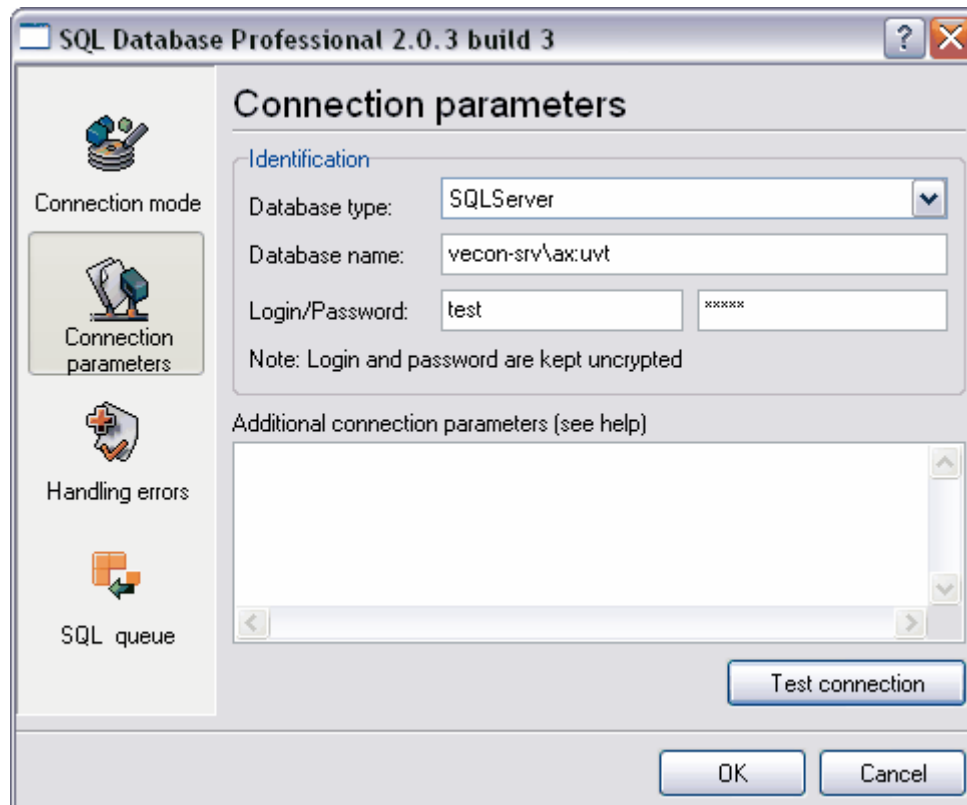 SQL Database Professional 2.0.3 build 3
Connection mode
Connection
parameters
Handling errors
SQL queue
Connection parameters
Identification
Database type: SQLServer
Database name: vecon-srv\ax:uvt
Login/Password: test *****
Note: Login and password are kept uncrypted
Additional connection parameters (see help)
Test connection
OK Cancel